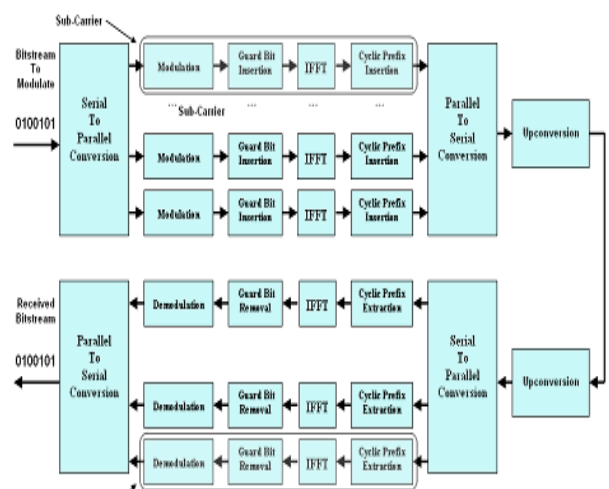 Sub-Carrier
Bitstream
To
Modulate
0100101
Serial
To
Parallel
Conversion
Modulation
Guard Bit
Insertion
IFFT
Cyclic Prefix
Insertion
... ... ... ...
Sub-Carrier
Modulation
Guard Bit
Insertion
IFFT
Cyclic Prefix
Insertion
Modulation
Guard Bit
Insertion
IFFT
Cyclic Prefix
Insertion
Parallel
To
Serial
Conversion
Upconversion
Received
Bitstream
0100101
Parallel
To
Serial
Conversion
Demodulation
Guard Bit
Removal
IFFT
Cyclic Prefix
Extraction
Demodulation
Guard Bit
Removal
IFFT
Cyclic Prefix
Extraction
Demodulation
Guard Bit
Removal
IFFT
Cyclic Prefix
Extraction
Serial
To
Parallel
Conversion
Upconversion